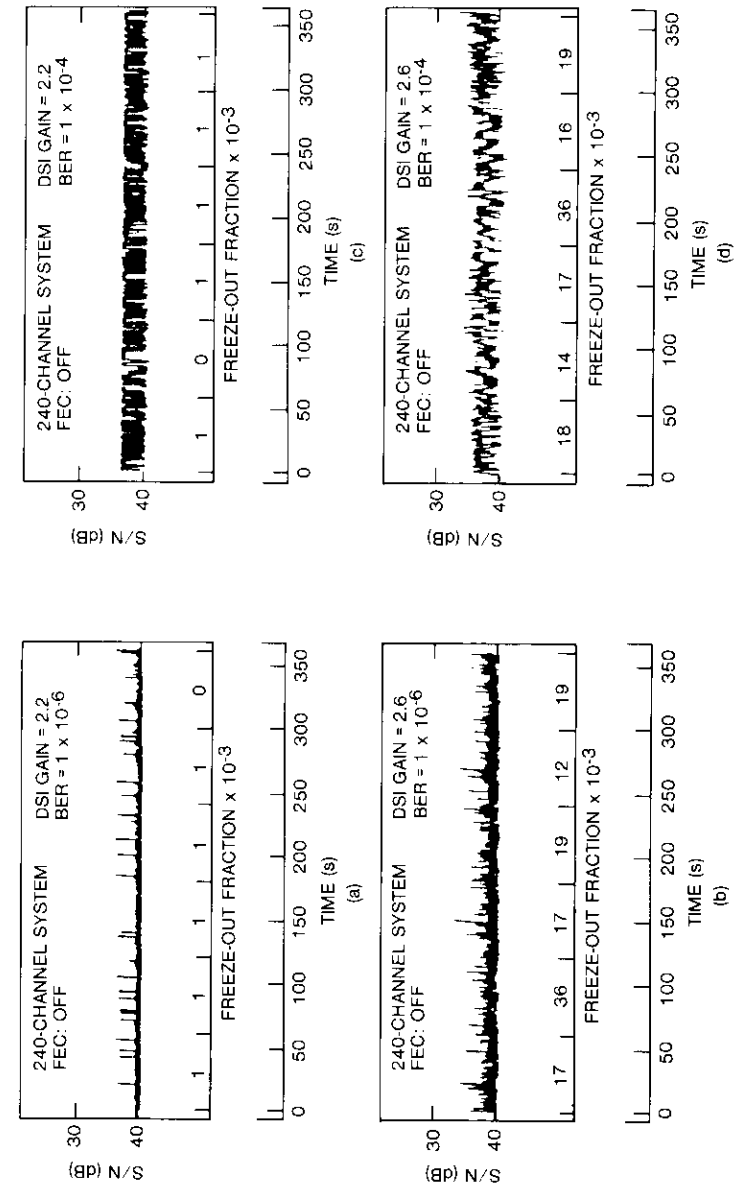 240-CHANNEL SYSTEM DSI GAIN = 2.2
FEC: OFF BER = 1 x 10-6
30
40
S/N (dB)
1 1 1 1 1 0
FREEZE-OUT FRACTION x 10-3
0 50 100 150 200 250 300 350
TIME (s)
(a)
240-CHANNEL SYSTEM DSI GAIN = 2.2
FEC: OFF BER = 1 x 10-4
30
40
S/N (dB)
1 0 1 1 1 1
FREEZE-OUT FRACTION x 10-3
0 50 100 150 200 250 300 350
TIME (s)
(c)
240-CHANNEL SYSTEM DSI GAIN = 2.6
FEC: OFF BER = 1 x 10-6
30
40
S/N (dB)
17 36 17 19 12 19
FREEZE-OUT FRACTION x 10-3
0 50 100 150 200 250 300 350
TIME (s)
(b)
240-CHANNEL SYSTEM DSI GAIN = 2.6
FEC: OFF BER = 1 x 10-4
30
40
S/N (dB)
18 14 17 36 16 19
FREEZE-OUT FRACTION x 10-3
0 50 100 150 200 250 300 350
TIME (s)
(d)